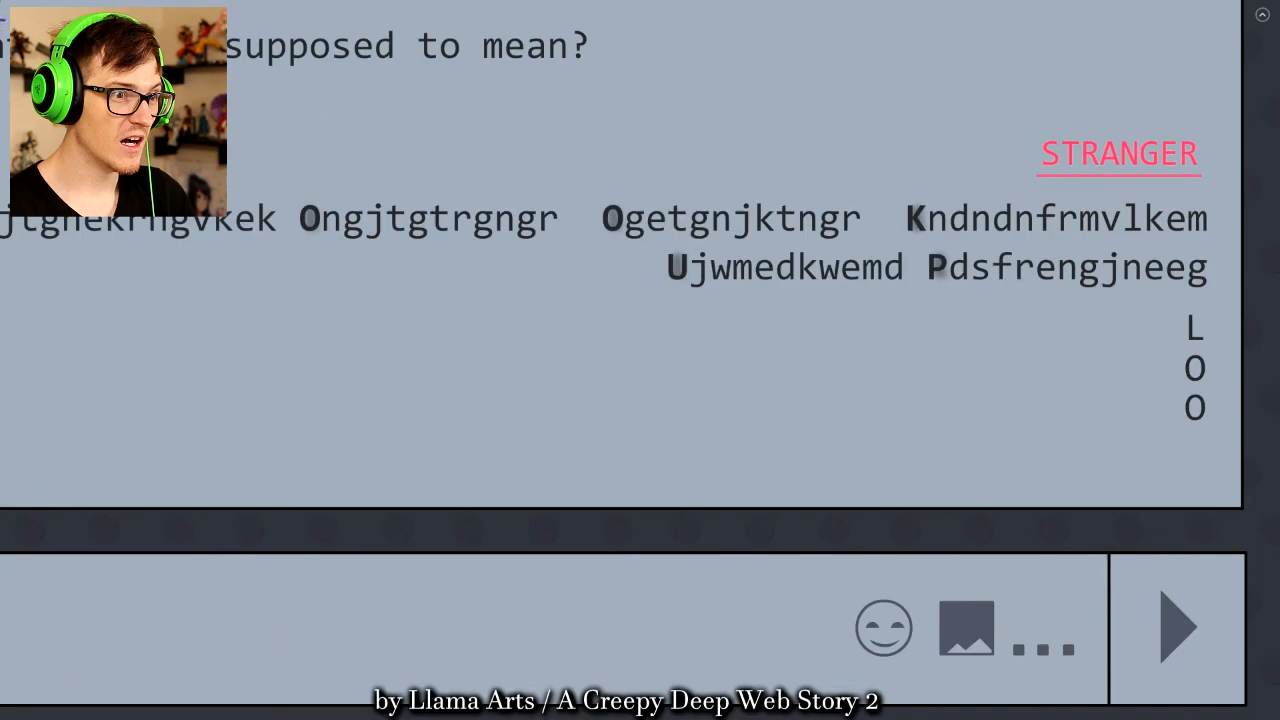 supposed to mean?
STRANGER
Ongjtgtrgngr Ogetgnjktngr Kndndnfrmvlkem
Ujwmedkwemd Pdsfrengjneeg
L
O
O
by Llama Arts / A Creepy Deep Web Story 2